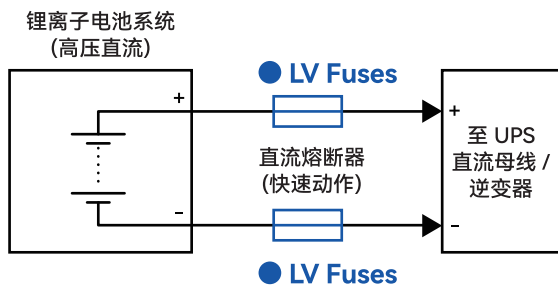 锂离子电池系统
(高压直流)
LV Fuses
+
+
至 UPS
直流母线 /
逆变器
直流熔断器
(快速动作)
-
-
LV Fuses